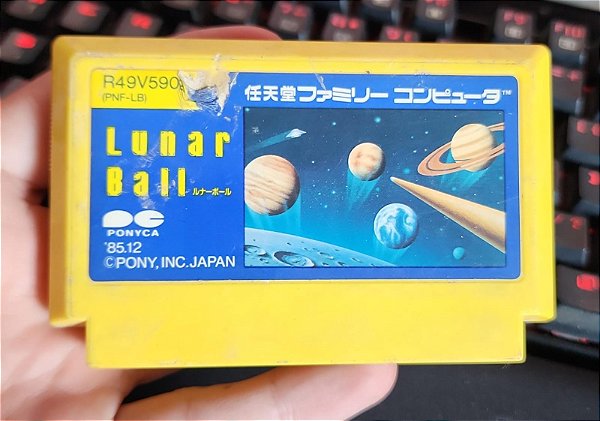 R49V590
(PNF-LB)
任天堂ファミリー コンピュータ™
Lunar
Ball ルナーボール
PONYCA
'85.12
©PONY, INC. JAPAN